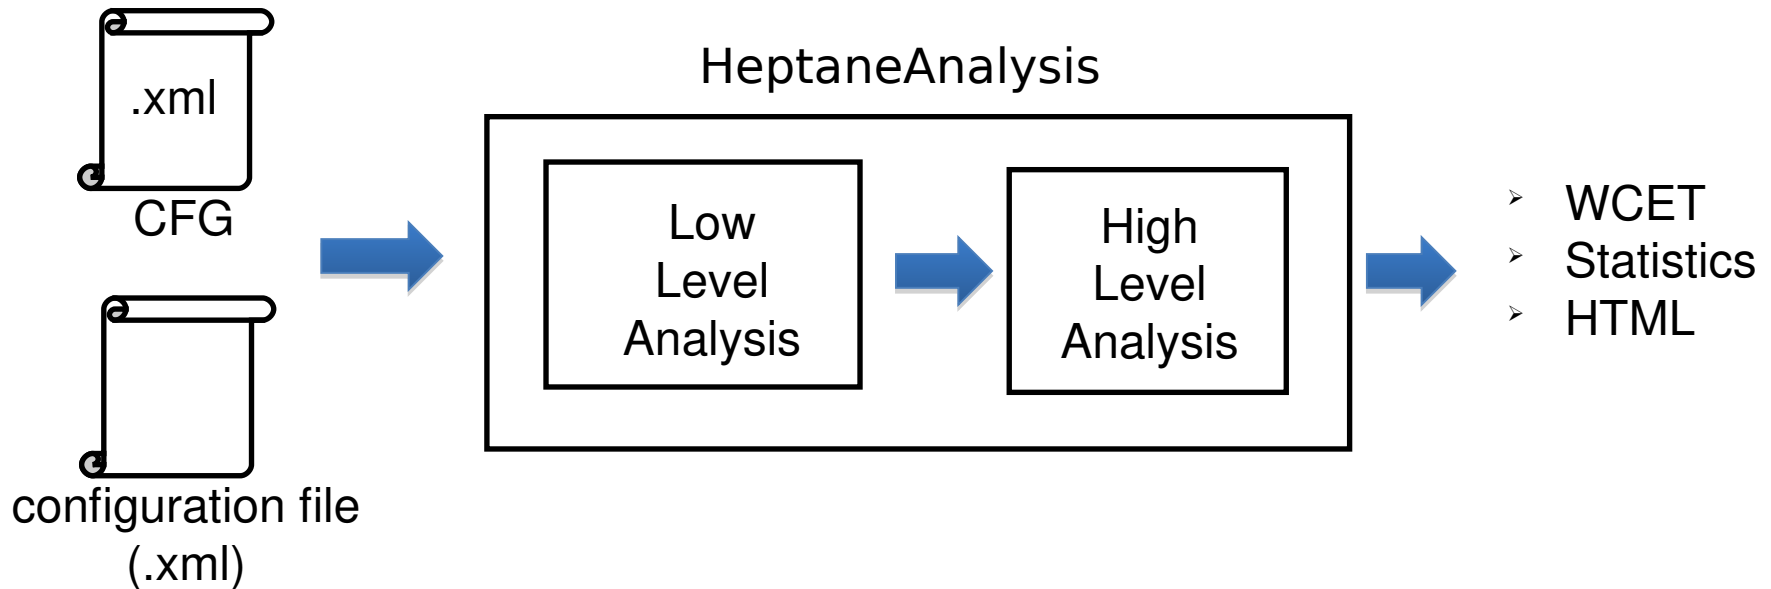 .xml
CFG
configuration file
(.xml)
HeptaneAnalysis
Low
Level
Analysis
High
Level
Analysis
WCET
Statistics
HTML